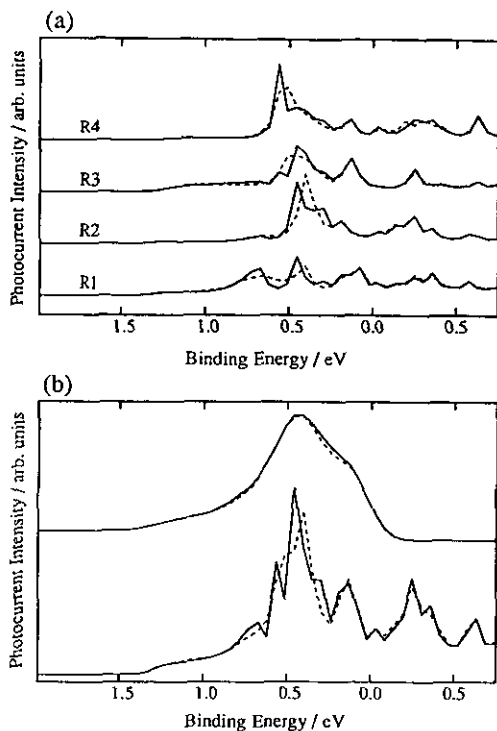 (a)
Photocurrent Intensity / arb. units
R4
R3
R2
R1
1.5 1.0 0.5 0.0 0.5
Binding Energy / eV
(b)
Photocurrent Intensity / arb. units
1.5 1.0 0.5 0.0 0.5
Binding Energy / eV